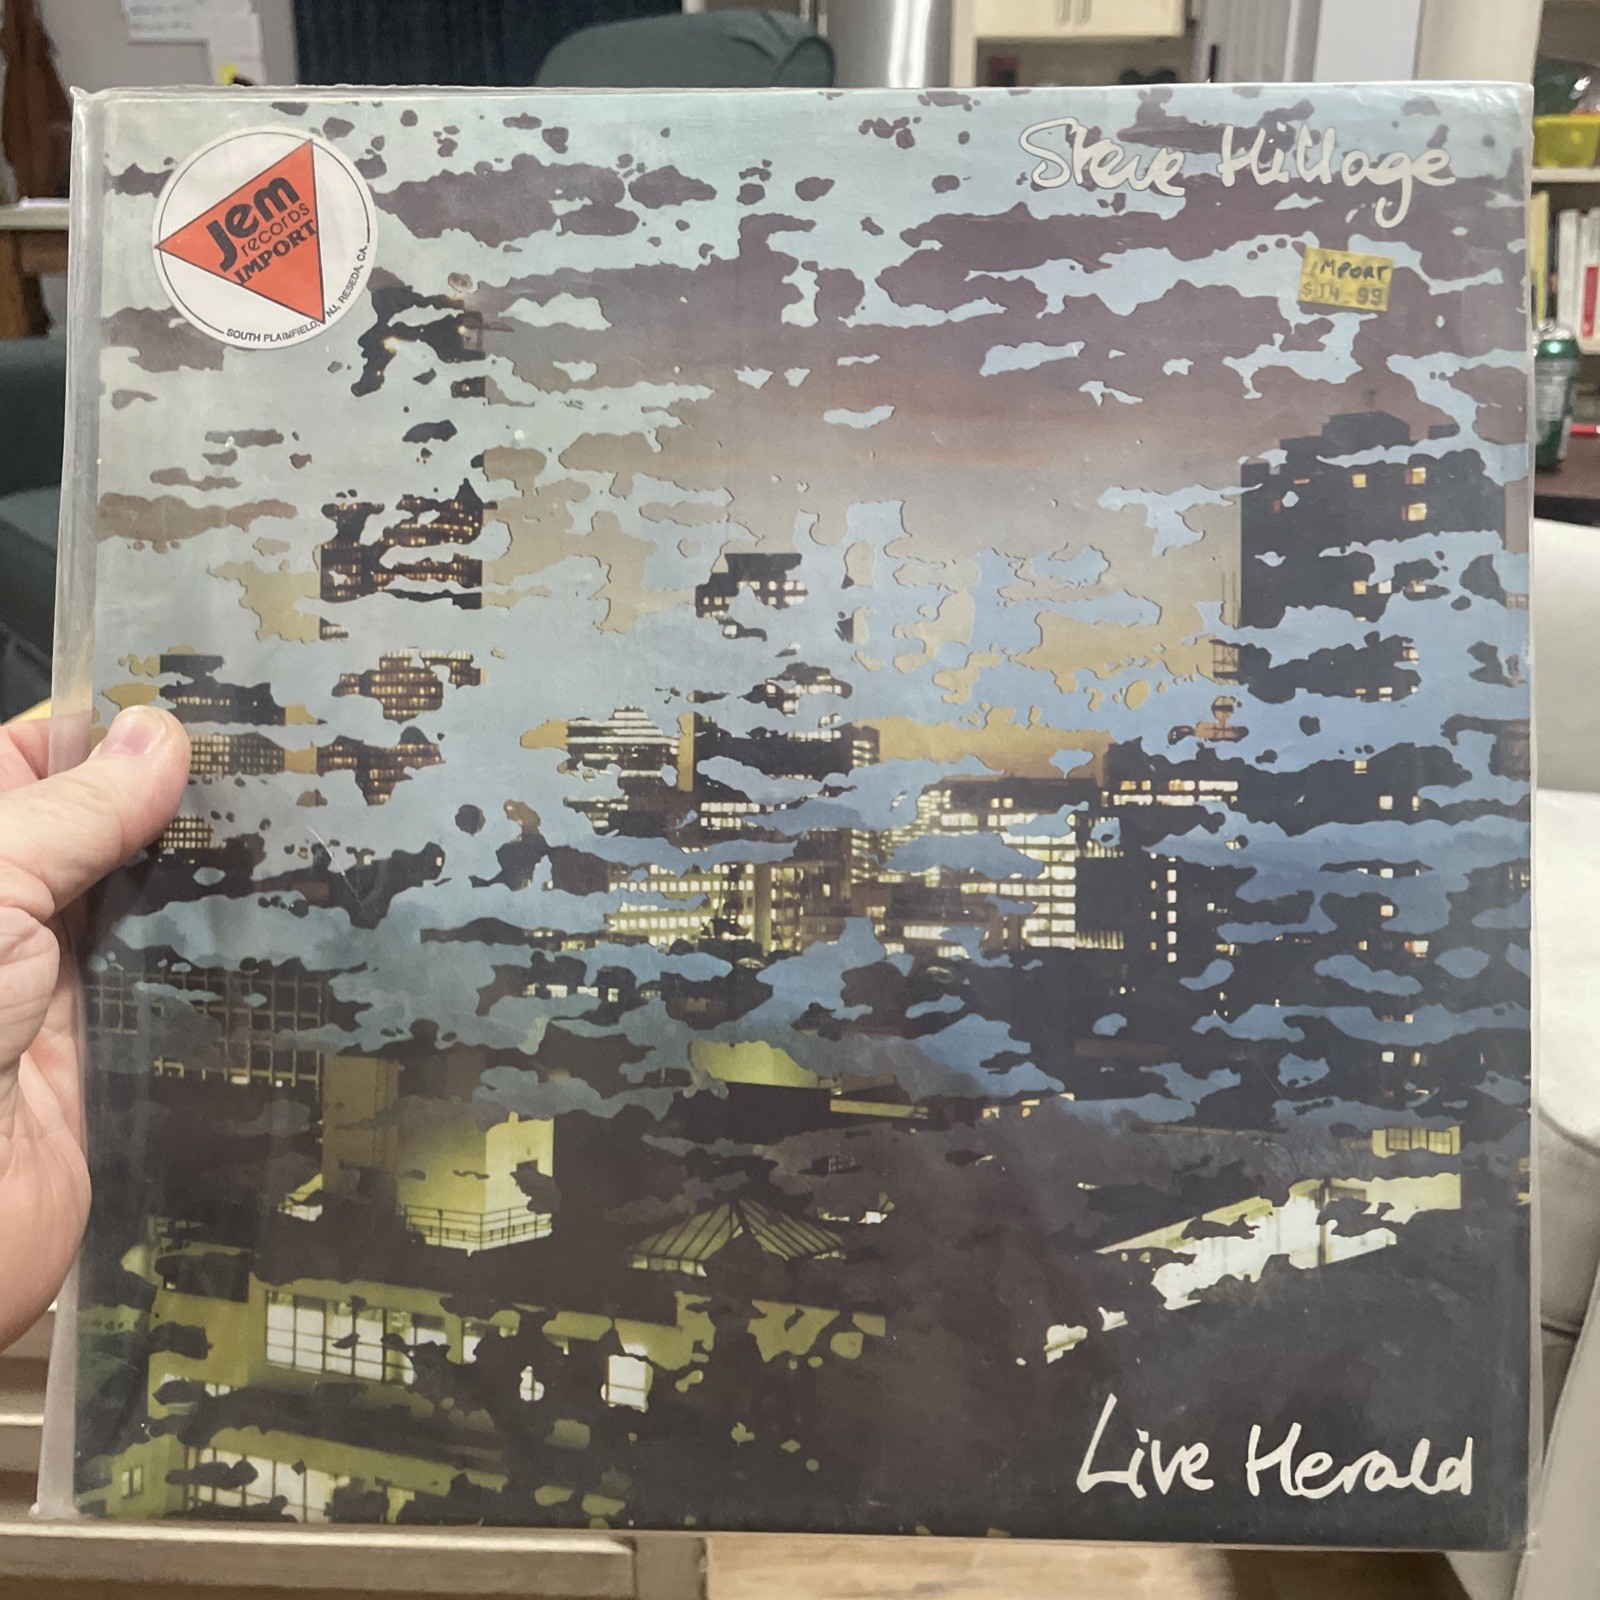 Steve Hillage
Jem
records
IMPORT
SOUTH PLAINFIELD, NJ, RESEDA, CA.
IMPORT
$14.99
Live Herald